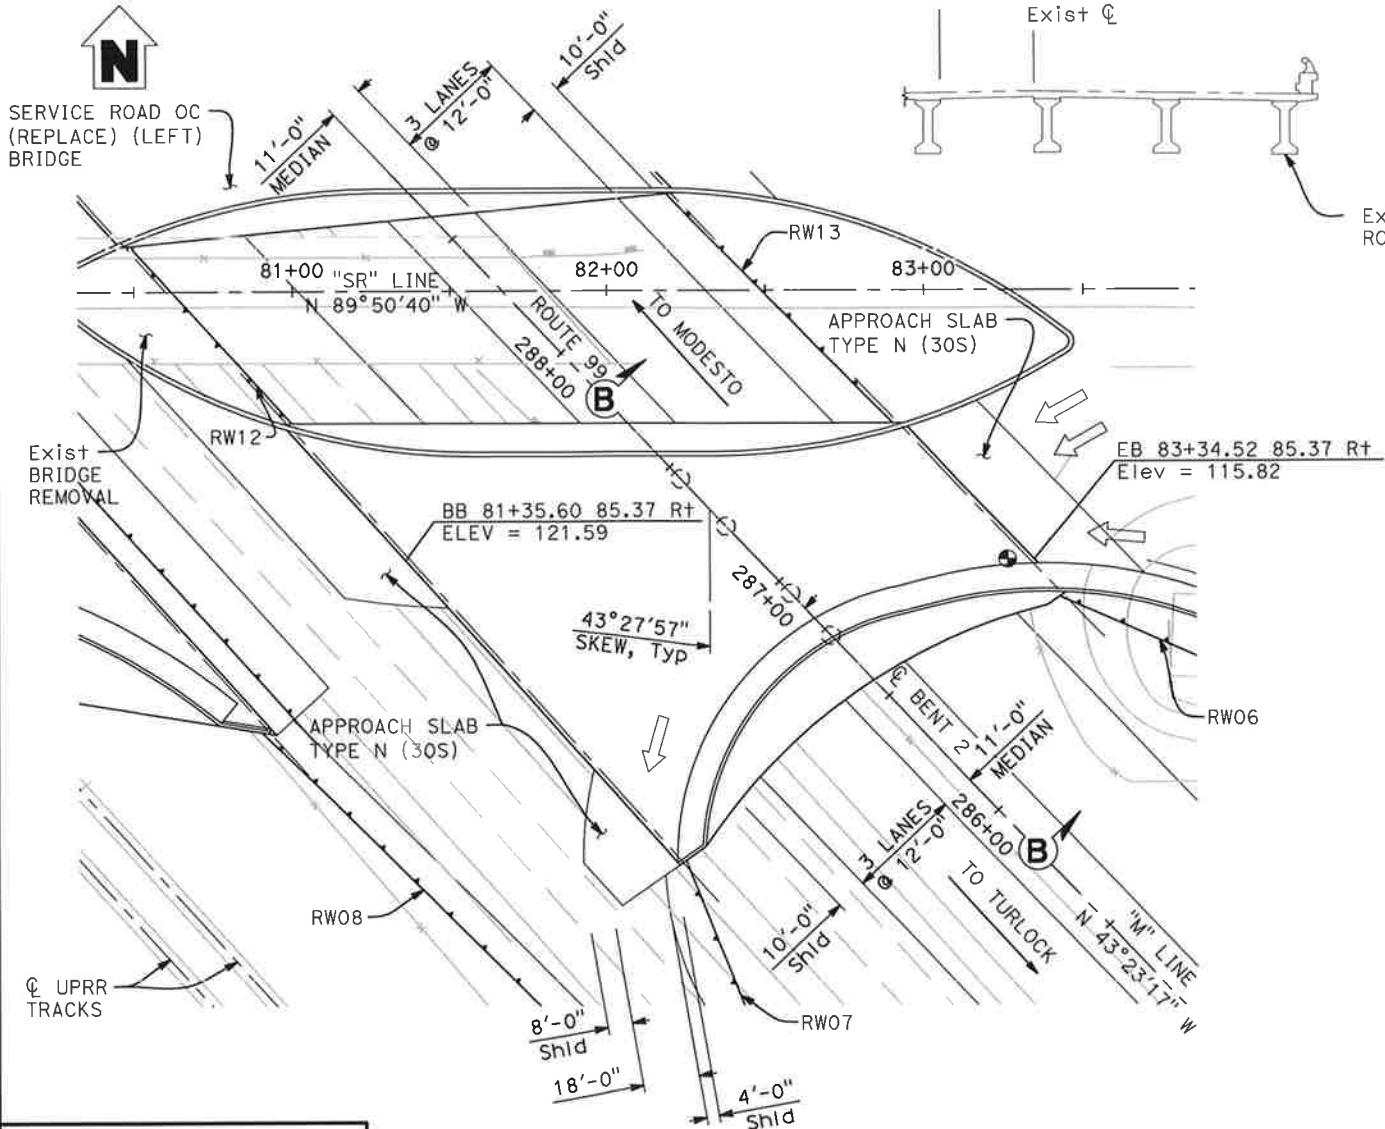 Exist ℄
N
10'-0"
Shld
3 LANES
@ 12'-0"
SERVICE ROAD OC
(REPLACE) (LEFT)
BRIDGE
11'-0"
MEDIAN
Ex
RO
RW13
81+00
"SR" LINE
N 89°50'40" W
82+00
83+00
ROUTE 99
288+00
TO MODESTO
B
APPROACH SLAB
TYPE N (30S)
RW12
Exist
BRIDGE
REMOVAL
EB 83+34.52 85.37 Rt
Elev = 115.82
BB 81+35.60 85.37 Rt
ELEV = 121.59
287+00
43°27'57"
SKEW, Typ
℄ BENT 2
11'-0"
MEDIAN
RW06
APPROACH SLAB
TYPE N (30S)
3 LANES
@ 12'-0"
286+00
B
TO TURLOCK
"M" LINE
N 43°23'17" W
RW08
10'-0"
Shld
℄ UPRR
TRACKS
RW07
8'-0"
Shld
18'-0"
4'-0"
Shld